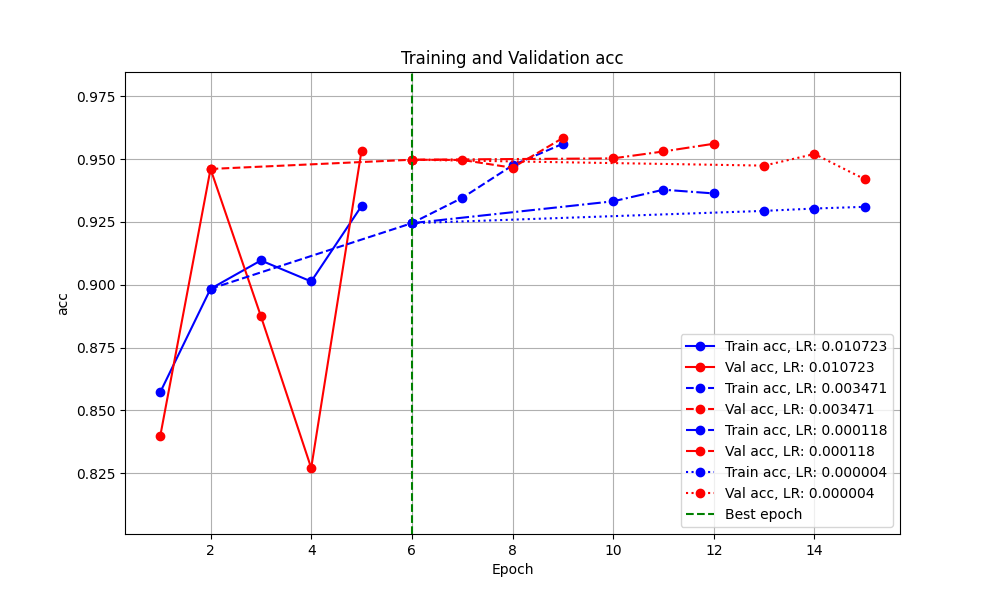 Training and Validation acc
0.975
0.950
0.925
0.900
0.875
0.850
0.825
acc
Train acc, LR: 0.010723
Val acc, LR: 0.010723
Train acc, LR: 0.003471
Val acc, LR: 0.003471
Train acc, LR: 0.000118
Val acc, LR: 0.000118
Train acc, LR: 0.000004
Val acc, LR: 0.000004
Best epoch
2 4 6 8 10 12 14
Epoch